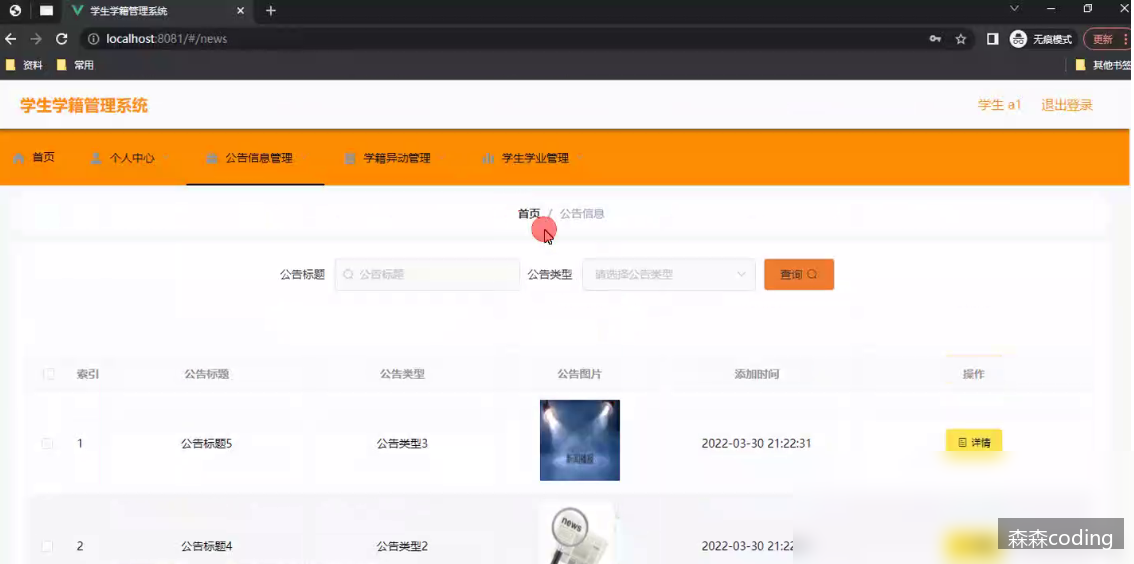 学生学籍管理系统
localhost:8081/#/news
无痕模式
更新
资料
常用
其他书签
学生学籍管理系统
学生 a1
退出登录
首页
个人中心
公告信息管理
学籍异动管理
学生学业管理
首页 / 公告信息
公告标题
公告标题
公告类型
请选择公告类型
查询
索引
公告标题
公告类型
公告图片
添加时间
操作
1
公告标题5
公告类型3
新闻播报
2022-03-30 21:22:31
详情
2
公告标题4
公告类型2
news
2022-03-30 21:22
森森coding